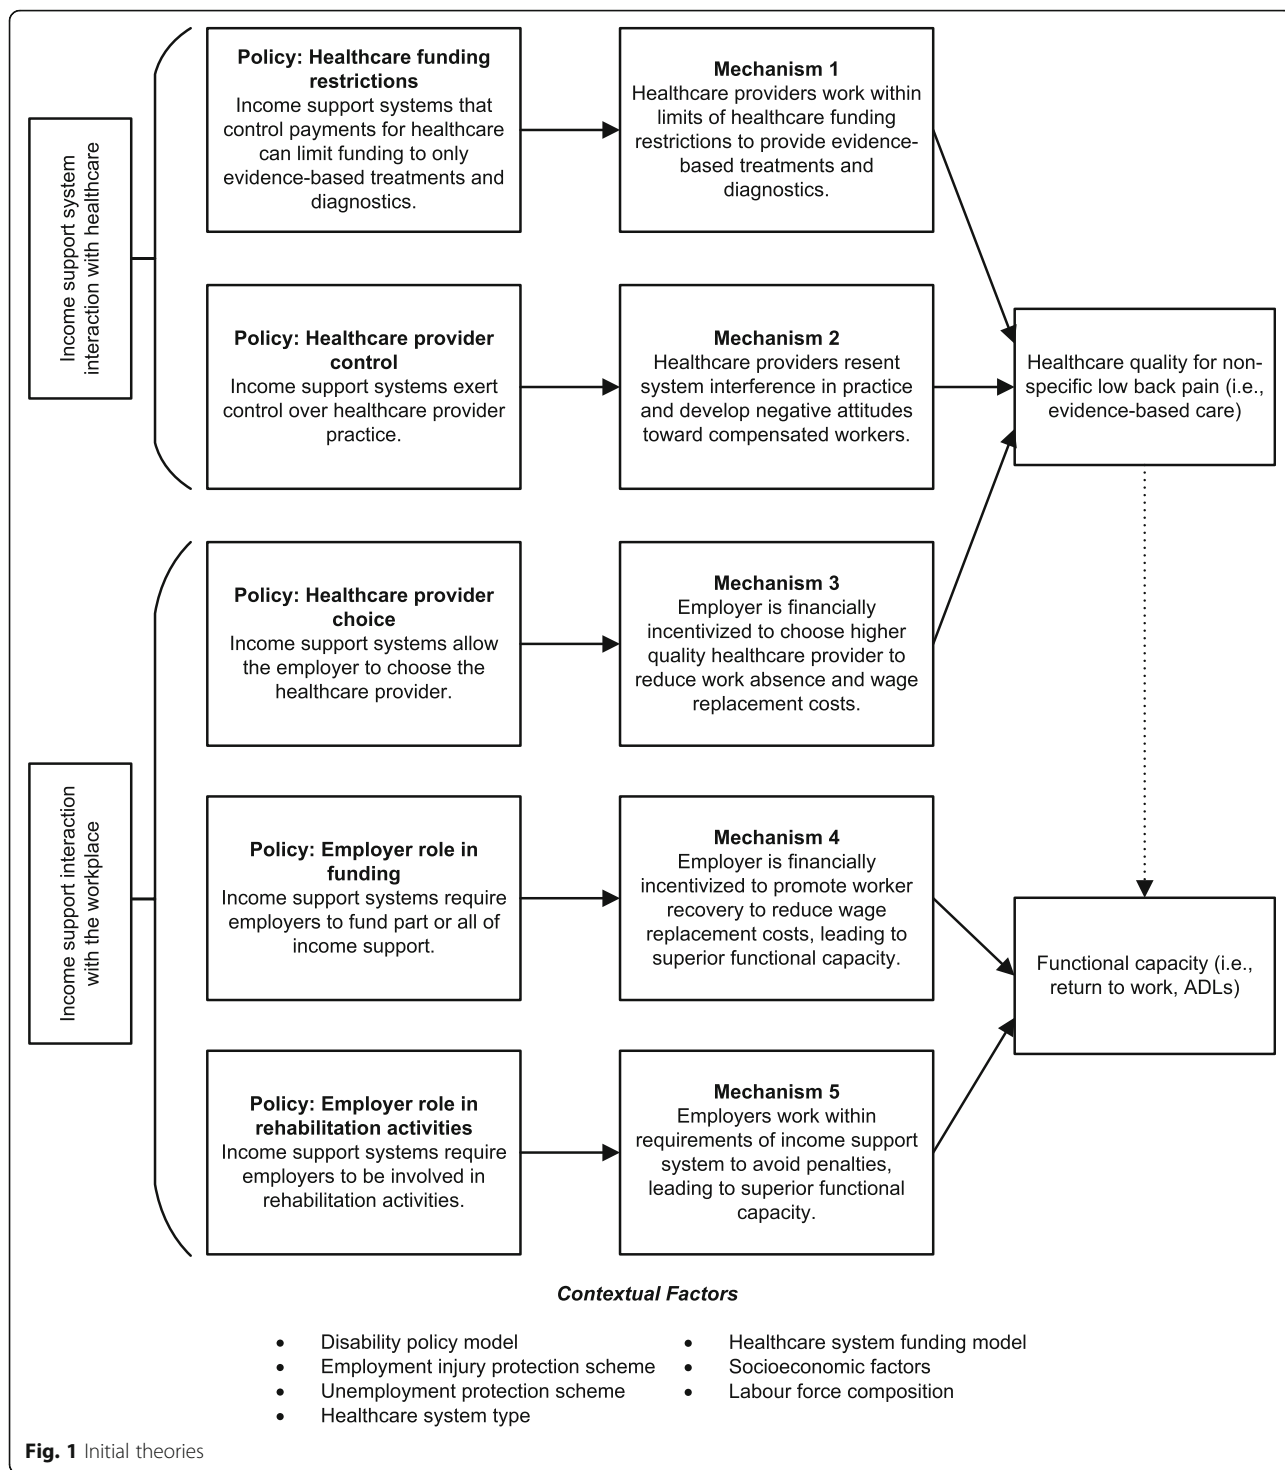 Income support system
interaction with healthcare
Policy: Healthcare funding
restrictions
Income support systems that
control payments for healthcare
can limit funding to only
evidence-based treatments and
diagnostics.
Mechanism 1
Healthcare providers work within
limits of healthcare funding
restrictions to provide evidence-
based treatments and
diagnostics.
Policy: Healthcare provider
control
Income support systems exert
control over healthcare provider
practice.
Mechanism 2
Healthcare providers resent
system interference in practice
and develop negative attitudes
toward compensated workers.
Healthcare quality for non-
specific low back pain (i.e.,
evidence-based care)
Income support interaction
with the workplace
Policy: Healthcare provider
choice
Income support systems allow
the employer to choose the
healthcare provider.
Mechanism 3
Employer is financially
incentivized to choose higher
quality healthcare provider to
reduce work absence and wage
replacement costs.
Policy: Employer role in
funding
Income support systems require
employers to fund part or all of
income support.
Mechanism 4
Employer is financially
incentivized to promote worker
recovery to reduce wage
replacement costs, leading to
superior functional capacity.
Functional capacity (i.e.,
return to work, ADLs)
Policy: Employer role in
rehabilitation activities
Income support systems require
employers to be involved in
rehabilitation activities.
Mechanism 5
Employers work within
requirements of income support
system to avoid penalties,
leading to superior functional
capacity.
Contextual Factors
• Disability policy model
• Employment injury protection scheme
• Unemployment protection scheme
• Healthcare system type
• Healthcare system funding model
• Socioeconomic factors
• Labour force composition
Fig. 1 Initial theories